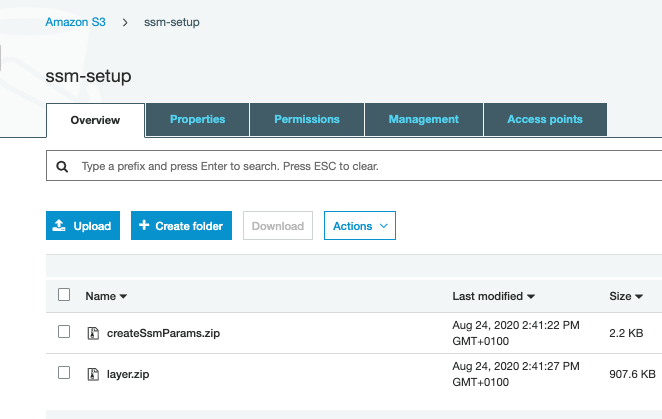 Amazon S3 > ssm-setup
ssm-setup
Overview Properties Permissions Management Access points
Type a prefix and press Enter to search. Press ESC to clear.
Upload + Create folder Download Actions
Name Last modified Size
createSsmParams.zip Aug 24, 2020 2:41:22 PM GMT+0100 2.2 KB
layer.zip Aug 24, 2020 2:41:27 PM GMT+0100 907.6 KB